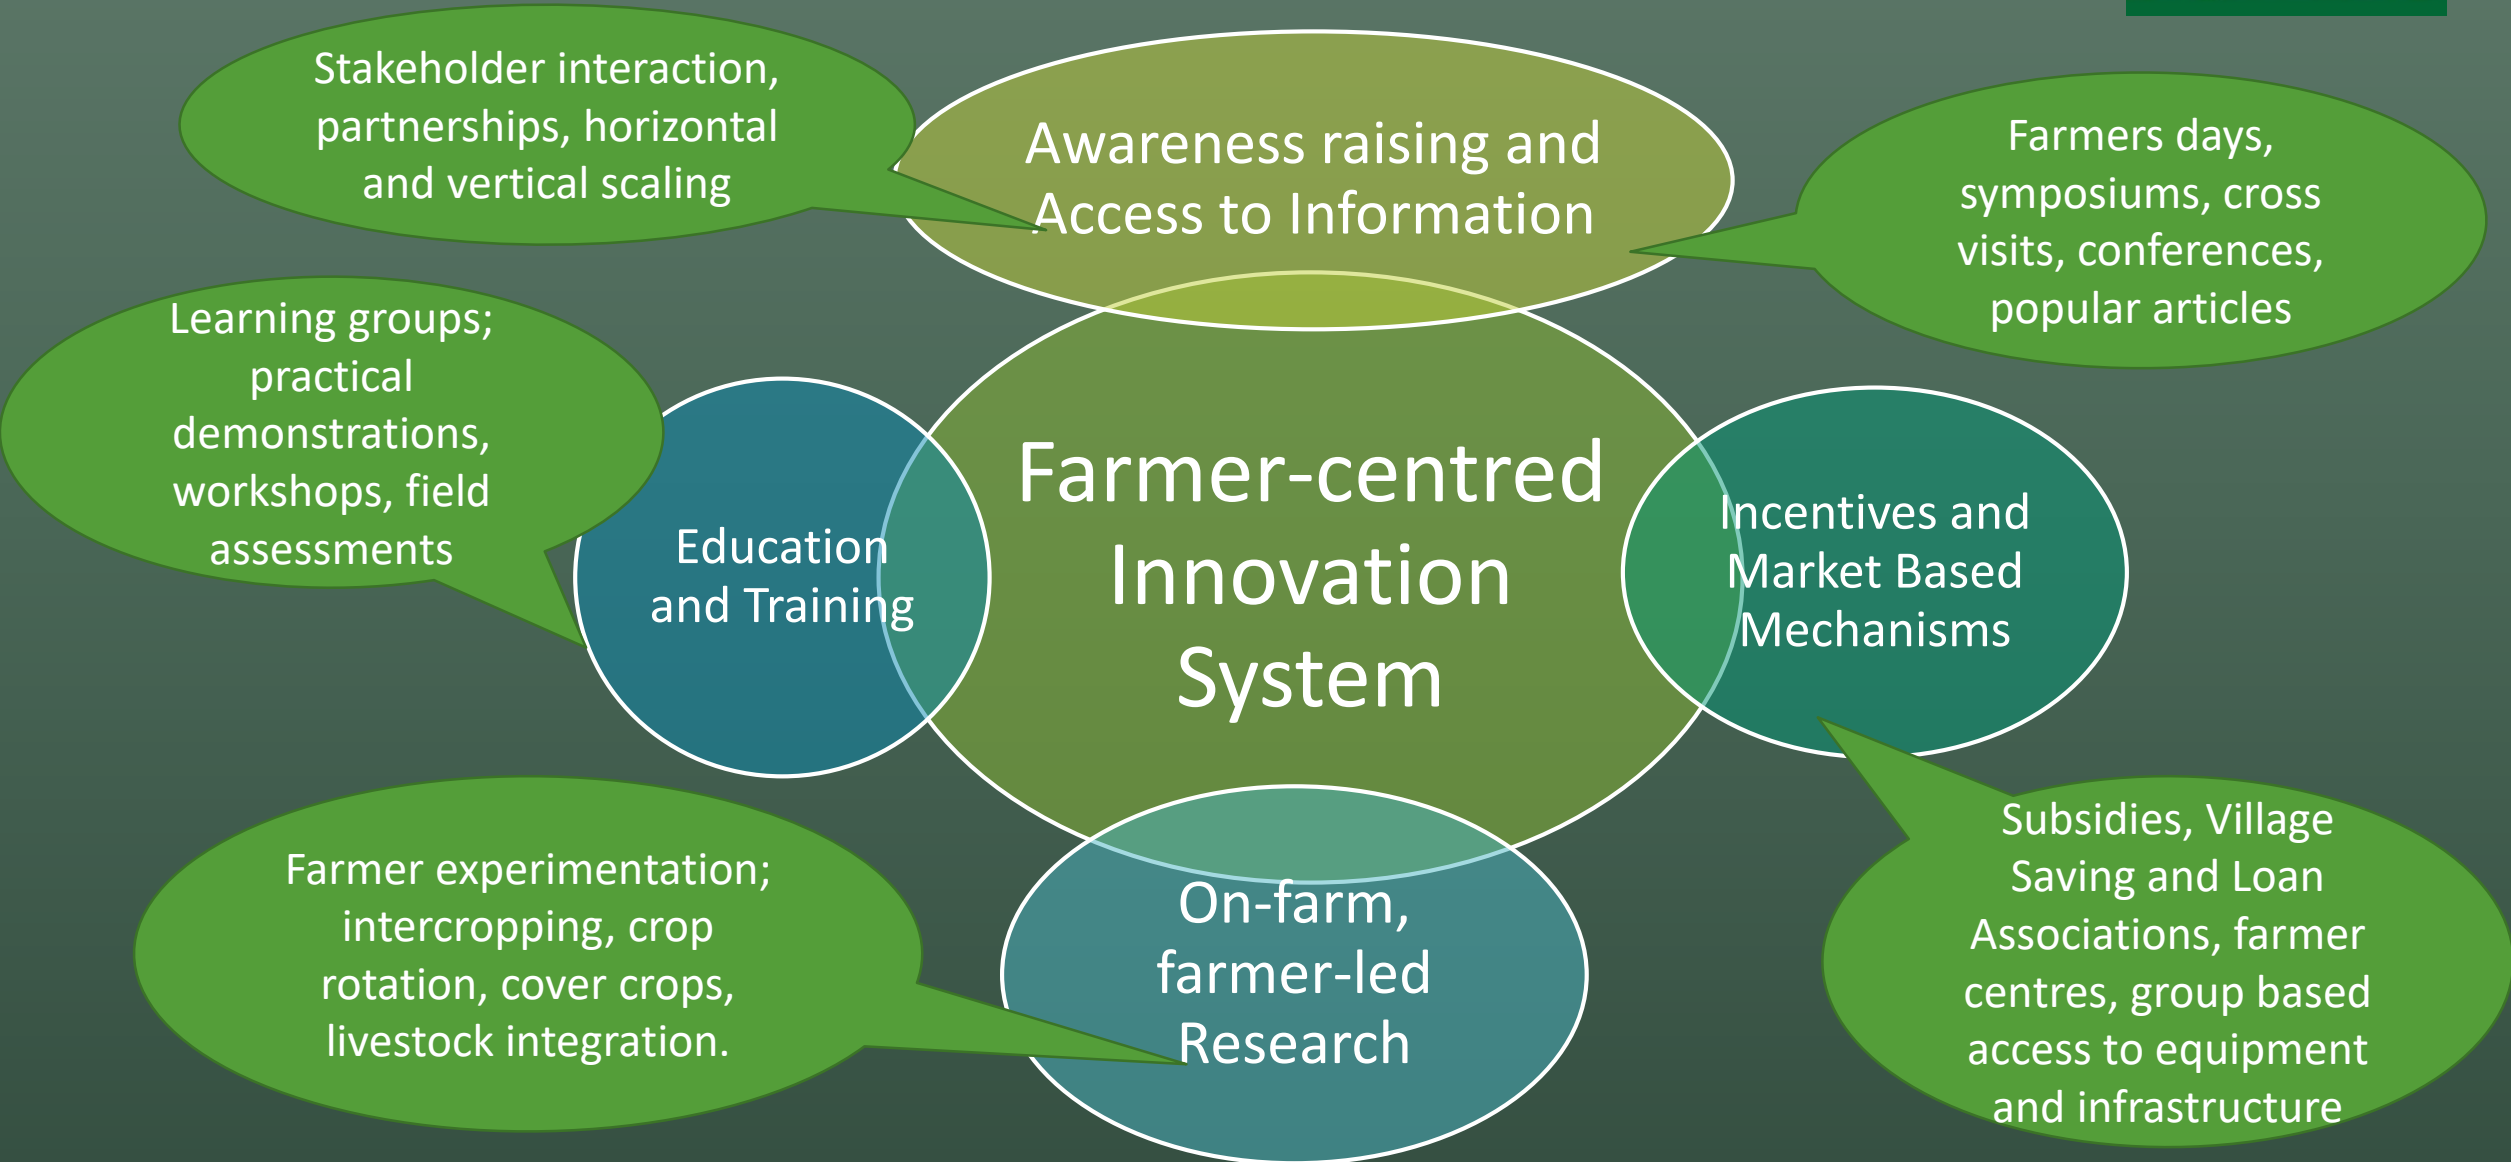 Stakeholder interaction,
partnerships, horizontal
and vertical scaling
Awareness raising and
Access to Information
Farmers days,
symposiums, cross
visits, conferences,
popular articles
Learning groups;
practical
demonstrations,
workshops, field
assessments
Education
and Training
Farmer-centred
Innovation
System
Incentives and
Market Based
Mechanisms
Farmer experimentation;
intercropping, crop
rotation, cover crops,
livestock integration.
On-farm,
farmer-led
Research
Subsidies, Village
Saving and Loan
Associations, farmer
centres, group based
access to equipment
and infrastructure